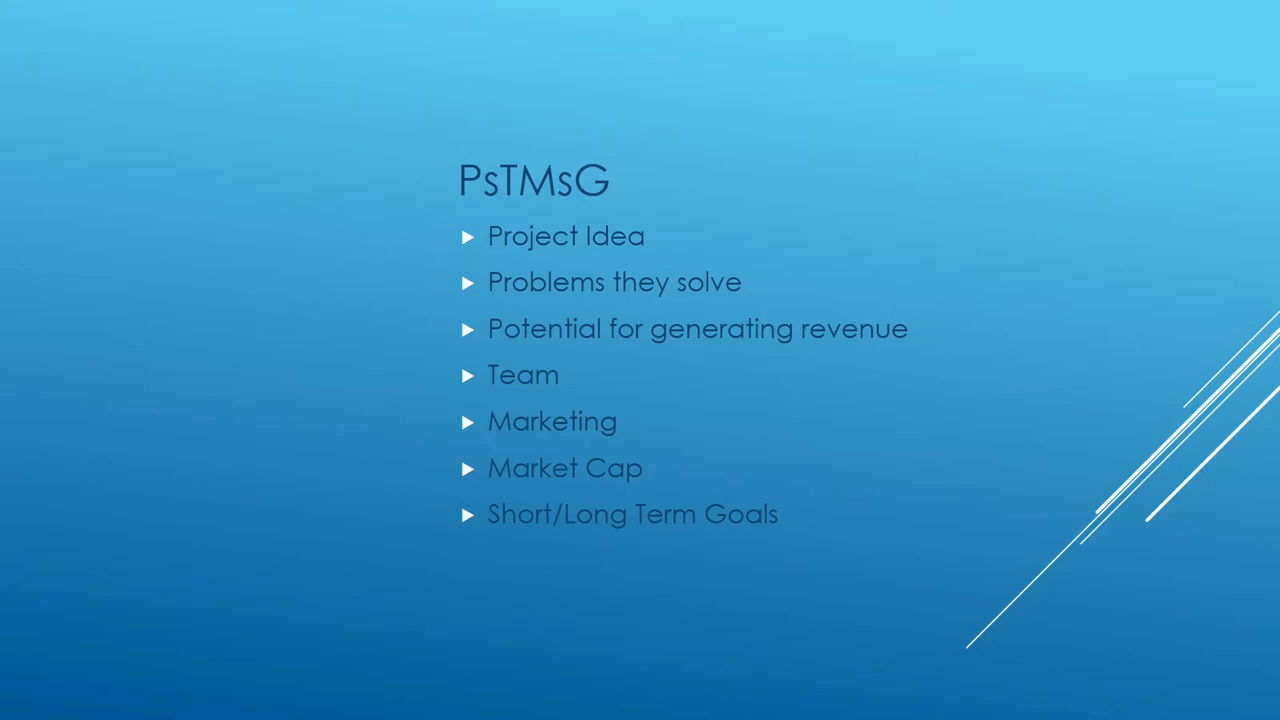 PsTMsG
Project Idea
Problems they solve
Potential for generating revenue
Team
Marketing
Market Cap
Short/Long Term Goals